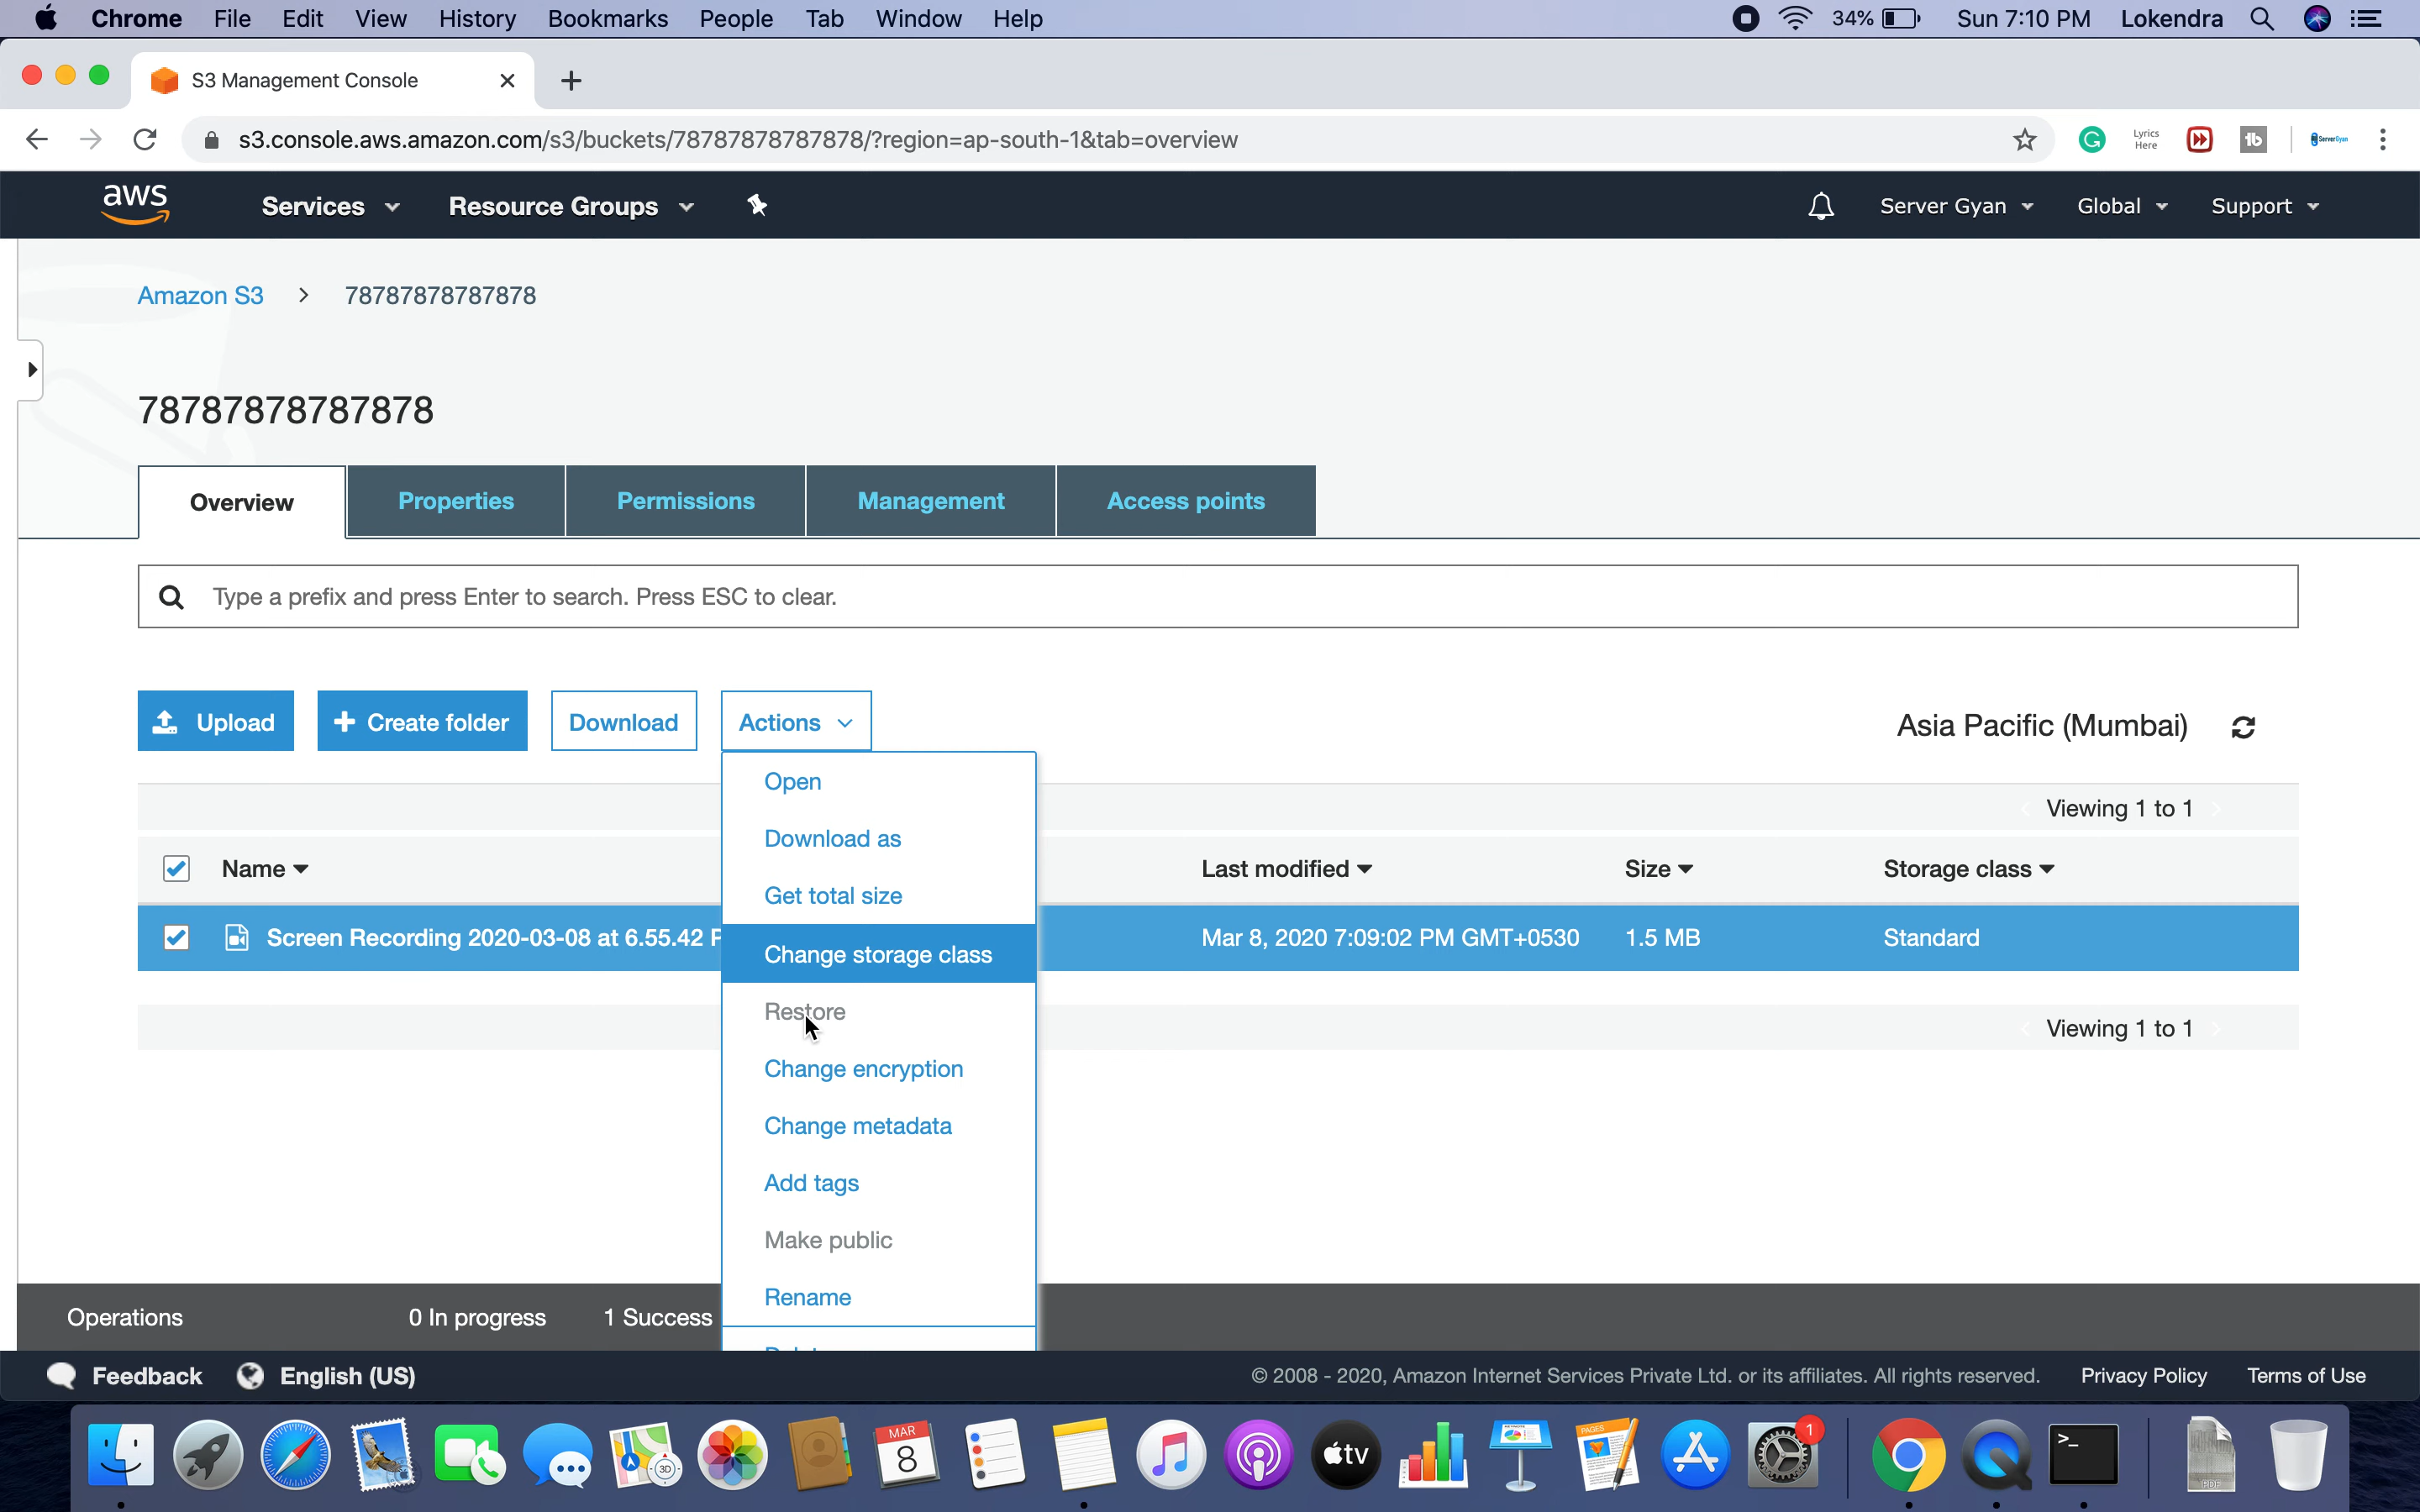 Chrome File Edit View History Bookmarks People Tab Window Help 34% Sun 7:10 PM Lokendra
S3 Management Console
s3.console.aws.amazon.com/s3/buckets/78787878787878/?region=ap-south-1&tab=overview
Lyrics Here
tb
ServerGyan
aws Services Resource Groups Server Gyan Global Support
Amazon S3 > 78787878787878
78787878787878
Overview Properties Permissions Management Access points
Type a prefix and press Enter to search. Press ESC to clear.
Upload + Create folder Download Actions Asia Pacific (Mumbai)
Open
Viewing 1 to 1
Download as
Name Last modified Size Storage class
Get total size
Screen Recording 2020-03-08 at 6.55.42 Mar 8, 2020 7:09:02 PM GMT+0530 1.5 MB Standard
Change storage class
Restore
Viewing 1 to 1
Change encryption
Change metadata
Add tags
Make public
Rename
Operations 0 In progress 1 Success
Feedback English (US) © 2008 - 2020, Amazon Internet Services Private Ltd. or its affiliates. All rights reserved. Privacy Policy Terms of Use
3D
MAR
8
tv
KEYNOTE
PAGES
1
>_
PDF